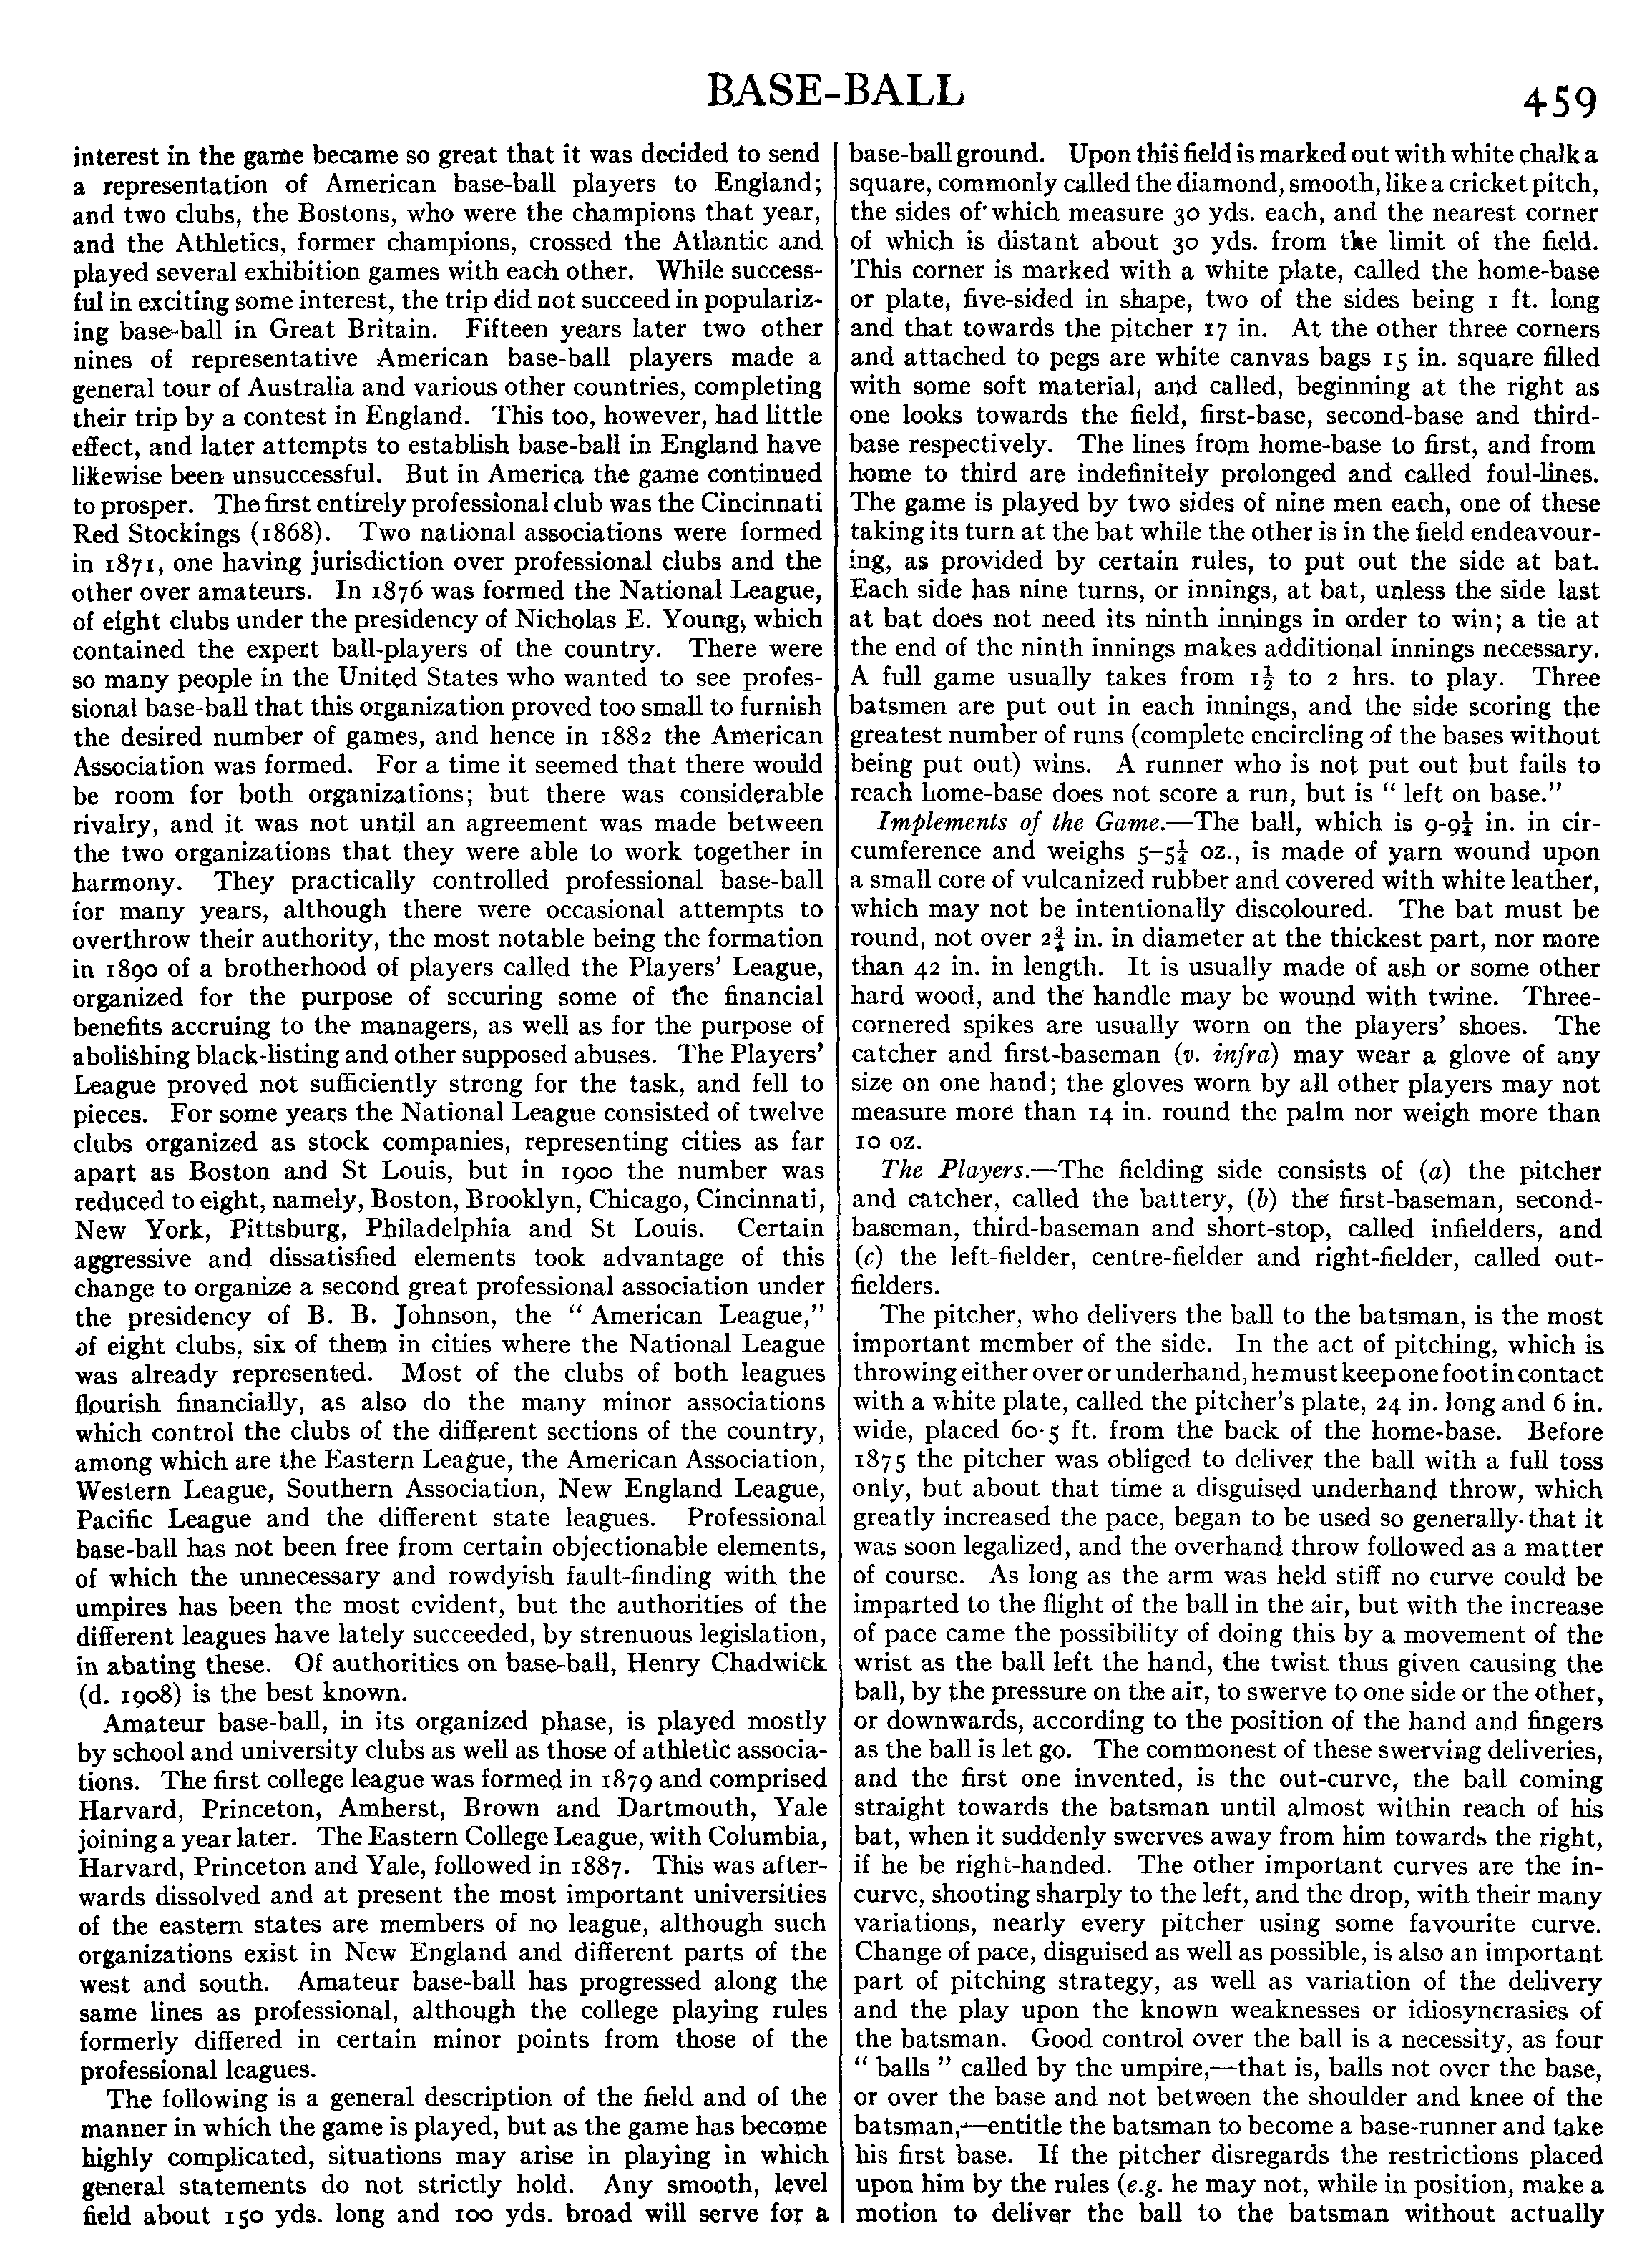 BASE-BALL
459
interest in the game became so great that it was decided to send
a representation of American base-ball players to England;
and two clubs, the Bostons, who were the champions that year,
and the Athletics, former champions, crossed the Atlantic and
played several exhibition games with each other. While success-
ful in exciting some interest, the trip did not succeed in populariz-
ing base-ball in Great Britain. Fifteen years later two other
nines of representative American base-ball players made a
general tour of Australia and various other countries, completing
their trip by a contest in England. This too, however, had little
effect, and later attempts to establish base-ball in England have
likewise been unsuccessful. But in America the game continued
to prosper. The first entirely professional club was the Cincinnati
Red Stockings (1868). Two national associations were formed
in 1871, one having jurisdiction over professional clubs and the
other over amateurs. In 1876 was formed the National League,
of eight clubs under the presidency of Nicholas E. Young, which
contained the expert ball-players of the country. There were
so many people in the United States who wanted to see profes-
sional base-ball that this organization proved too small to furnish
the desired number of games, and hence in 1882 the American
Association was formed. For a time it seemed that there would
be room for both organizations; but there was considerable
rivalry, and it was not until an agreement was made between
the two organizations that they were able to work together in
harmony. They practically controlled professional base-ball
for many years, although there were occasional attempts to
overthrow their authority, the most notable being the formation
in 1890 of a brotherhood of players called the Players' League,
organized for the purpose of securing some of the financial
benefits accruing to the managers, as well as for the purpose of
abolishing black-listing and other supposed abuses. The Players'
League proved not sufficiently strong for the task, and fell to
pieces. For some years the National League consisted of twelve
clubs organized as stock companies, representing cities as far
apart as Boston and St Louis, but in 1900 the number was
reduced to eight, namely, Boston, Brooklyn, Chicago, Cincinnati,
New York, Pittsburg, Philadelphia and St Louis. Certain
aggressive and dissatisfied elements took advantage of this
change to organize a second great professional association under
the presidency of B. B. Johnson, the " American League,"
of eight clubs, six of them in cities where the National League
was already represented. Most of the clubs of both leagues
flourish financially, as also do the many minor associations
which control the clubs of the different sections of the country,
among which are the Eastern League, the American Association,
Western League, Southern Association, New England League,
Pacific League and the different state leagues. Professional
base-ball has not been free from certain objectionable elements,
of which the unnecessary and rowdyish fault-finding with the
umpires has been the most evident, but the authorities of the
different leagues have lately succeeded, by strenuous legislation,
in abating these. Of authorities on base-ball, Henry Chadwick
(d. 1908) is the best known.
Amateur base-ball, in its organized phase, is played mostly
by school and university clubs as well as those of athletic associa-
tions. The first college league was formed in 1879 and comprised
Harvard, Princeton, Amherst, Brown and Dartmouth, Yale
joining a year later. The Eastern College League, with Columbia,
Harvard, Princeton and Yale, followed in 1887. This was after-
wards dissolved and at present the most important universities
of the eastern states are members of no league, although such
organizations exist in New England and different parts of the
west and south. Amateur base-ball has progressed along the
same lines as professional, although the college playing rules
formerly differed in certain minor points from those of the
professional leagues.
The following is a general description of the field and of the
manner in which the game is played, but as the game has become
highly complicated, situations may arise in playing in which
general statements do not strictly hold. Any smooth, level
field about 150 yds. long and 100 yds. broad will serve for a
base-ball ground. Upon this field is marked out with white chalk a
square, commonly called the diamond, smooth, like a cricket pitch,
the sides of which measure 30 yds. each, and the nearest corner
of which is distant about 30 yds. from the limit of the field.
This corner is marked with a white plate, called the home-base
or plate, five-sided in shape, two of the sides being 1 ft. long
and that towards the pitcher 17 in. At the other three corners
and attached to pegs are white canvas bags 15 in. square filled
with some soft material, and called, beginning at the right as
one looks towards the field, first-base, second-base and third-
base respectively. The lines from home-base to first, and from
home to third are indefinitely prolonged and called foul-lines.
The game is played by two sides of nine men each, one of these
taking its turn at the bat while the other is in the field endeavour-
ing, as provided by certain rules, to put out the side at bat.
Each side has nine turns, or innings, at bat, unless the side last
at bat does not need its ninth innings in order to win; a tie at
the end of the ninth innings makes additional innings necessary.
A full game usually takes from 1½ to 2 hrs. to play. Three
batsmen are put out in each innings, and the side scoring the
greatest number of runs (complete encircling of the bases without
being put out) wins. A runner who is not put out but fails to
reach home-base does not score a run, but is " left on base."
Implements of the Game.—The ball, which is 9-9¼ in. in cir-
cumference and weighs 5-5¼ oz., is made of yarn wound upon
a small core of vulcanized rubber and covered with white leather,
which may not be intentionally discoloured. The bat must be
round, not over 2¾ in. in diameter at the thickest part, nor more
than 42 in. in length. It is usually made of ash or some other
hard wood, and the handle may be wound with twine. Three-
cornered spikes are usually worn on the players' shoes. The
catcher and first-baseman (v. infra) may wear a glove of any
size on one hand; the gloves worn by all other players may not
measure more than 14 in. round the palm nor weigh more than
10 oz.
The Players.—The fielding side consists of (a) the pitcher
and catcher, called the battery, (b) the first-baseman, second-
baseman, third-baseman and short-stop, called infielders, and
(c) the left-fielder, centre-fielder and right-fielder, called out-
fielders.
The pitcher, who delivers the ball to the batsman, is the most
important member of the side. In the act of pitching, which is
throwing either over or underhand, he must keep one foot in contact
with a white plate, called the pitcher's plate, 24 in. long and 6 in.
wide, placed 60·5 ft. from the back of the home-base. Before
1875 the pitcher was obliged to deliver the ball with a full toss
only, but about that time a disguised underhand throw, which
greatly increased the pace, began to be used so generally that it
was soon legalized, and the overhand throw followed as a matter
of course. As long as the arm was held stiff no curve could be
imparted to the flight of the ball in the air, but with the increase
of pace came the possibility of doing this by a movement of the
wrist as the ball left the hand, the twist thus given causing the
ball, by the pressure on the air, to swerve to one side or the other,
or downwards, according to the position of the hand and fingers
as the ball is let go. The commonest of these swerving deliveries,
and the first one invented, is the out-curve, the ball coming
straight towards the batsman until almost within reach of his
bat, when it suddenly swerves away from him towards the right,
if he be right-handed. The other important curves are the in-
curve, shooting sharply to the left, and the drop, with their many
variations, nearly every pitcher using some favourite curve.
Change of pace, disguised as well as possible, is also an important
part of pitching strategy, as well as variation of the delivery
and the play upon the known weaknesses or idiosyncrasies of
the batsman. Good control over the ball is a necessity, as four
" balls " called by the umpire,—that is, balls not over the base,
or over the base and not between the shoulder and knee of the
batsman,—entitle the batsman to become a base-runner and take
his first base. If the pitcher disregards the restrictions placed
upon him by the rules (e.g. he may not, while in position, make a
motion to deliver the ball to the batsman without actually